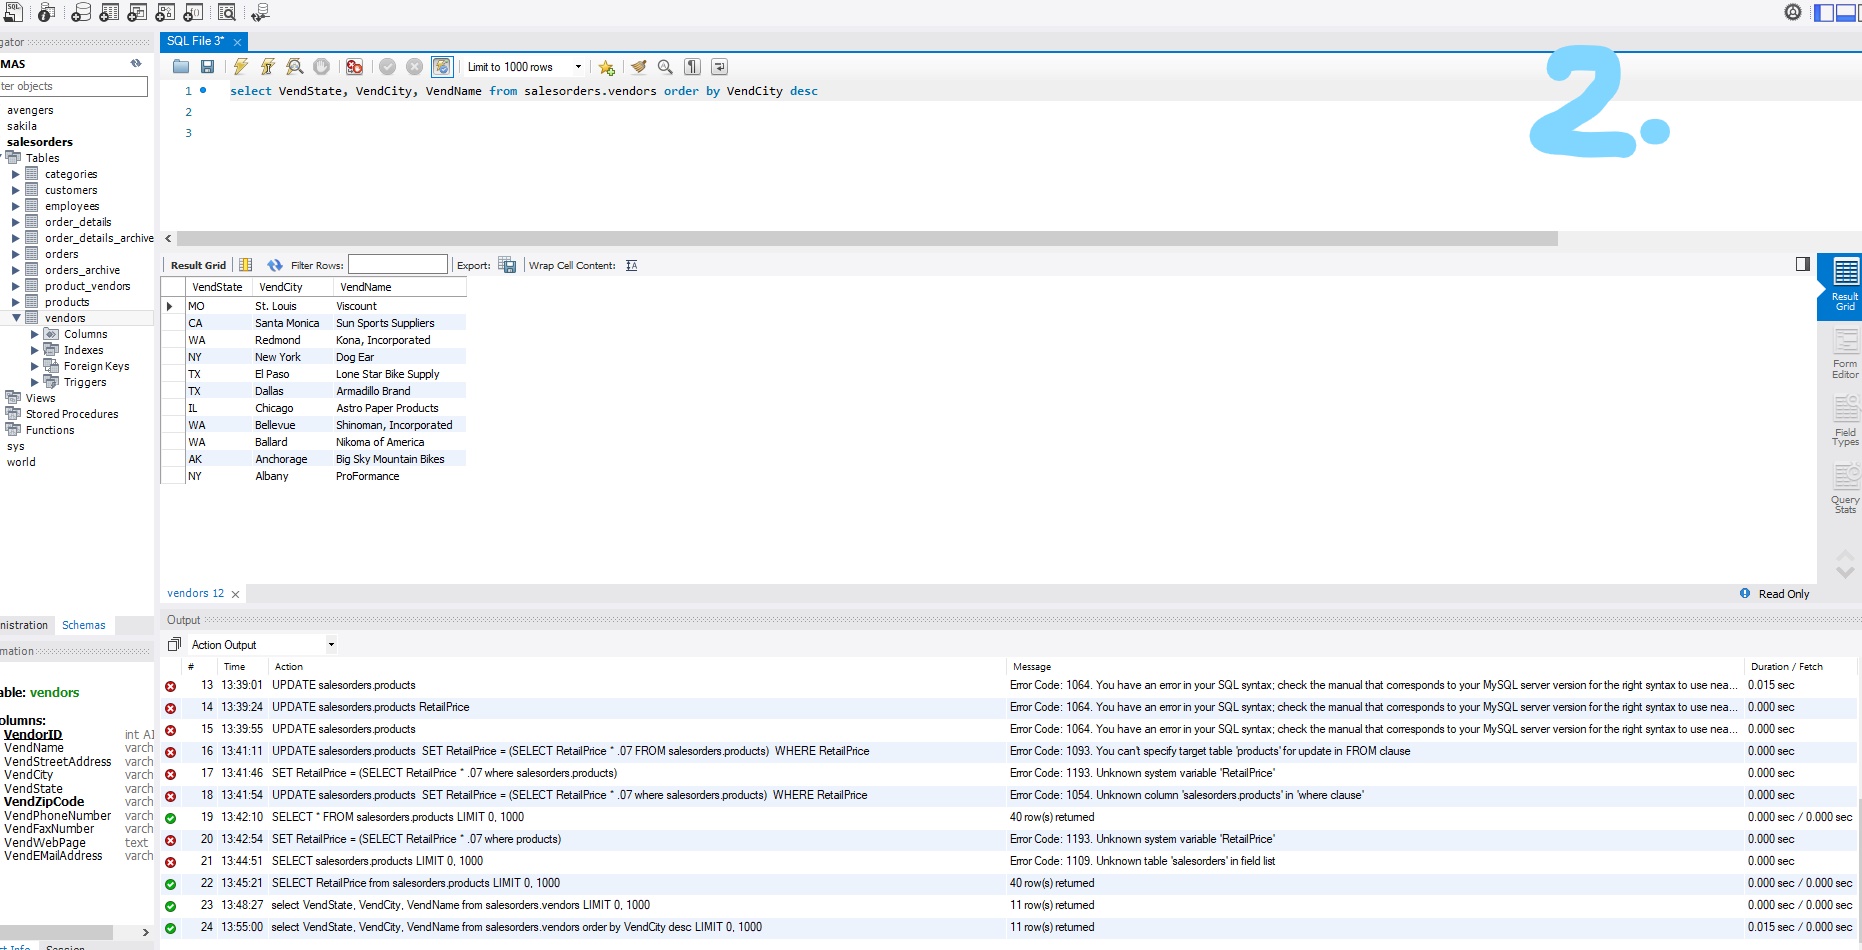 gator
SQL File 3*
MAS
ter objects
Limit to 1000 rows
2.
1 select VendState, VendCity, VendName from salesorders.vendors order by VendCity desc
2
3
avengers
sakila
salesorders
Tables
categories
customers
employees
order_details
order_details_archive
orders
orders_archive
product_vendors
products
vendors
Columns
Indexes
Foreign Keys
Triggers
Views
Stored Procedures
Functions
sys
world
Result Grid Filter Rows: Export: Wrap Cell Content:
VendState VendCity VendName
MO St. Louis Viscount
CA Santa Monica Sun Sports Suppliers
WA Redmond Kona, Incorporated
NY New York Dog Ear
TX El Paso Lone Star Bike Supply
TX Dallas Armadillo Brand
IL Chicago Astro Paper Products
WA Bellevue Shinoman, Incorporated
WA Ballard Nikoma of America
AK Anchorage Big Sky Mountain Bikes
NY Albany ProFormance
Result
Grid
Form
Editor
Field
Types
Query
Stats
vendors 12
Read Only
nistration Schemas
mation
able: vendors
olumns:
VendorID int AI
VendName varch
VendStreetAddress varch
VendCity varch
VendState varch
VendZipCode varch
VendPhoneNumber varch
VendFaxNumber varch
VendWebPage text
VendEMailAddress varch
ct Info Session
Output
Action Output
# Time Action Message Duration / Fetch
13 13:39:01 UPDATE salesorders.products Error Code: 1064. You have an error in your SQL syntax; check the manual that corresponds to your MySQL server version for the right syntax to use nea... 0.015 sec
14 13:39:24 UPDATE salesorders.products RetailPrice Error Code: 1064. You have an error in your SQL syntax; check the manual that corresponds to your MySQL server version for the right syntax to use nea... 0.000 sec
15 13:39:55 UPDATE salesorders.products Error Code: 1064. You have an error in your SQL syntax; check the manual that corresponds to your MySQL server version for the right syntax to use nea... 0.000 sec
16 13:41:11 UPDATE salesorders.products SET RetailPrice = (SELECT RetailPrice * .07 FROM salesorders.products) WHERE RetailPrice Error Code: 1093. You can't specify target table 'products' for update in FROM clause 0.000 sec
17 13:41:46 SET RetailPrice = (SELECT RetailPrice * .07 where salesorders.products) Error Code: 1193. Unknown system variable 'RetailPrice' 0.000 sec
18 13:41:54 UPDATE salesorders.products SET RetailPrice = (SELECT RetailPrice * .07 where salesorders.products) WHERE RetailPrice Error Code: 1054. Unknown column 'salesorders.products' in 'where clause' 0.000 sec
19 13:42:10 SELECT * FROM salesorders.products LIMIT 0, 1000 40 row(s) returned 0.000 sec / 0.000 sec
20 13:42:54 SET RetailPrice = (SELECT RetailPrice * .07 where products) Error Code: 1193. Unknown system variable 'RetailPrice' 0.000 sec
21 13:44:51 SELECT salesorders.products LIMIT 0, 1000 Error Code: 1109. Unknown table 'salesorders' in field list 0.000 sec
22 13:45:21 SELECT RetailPrice from salesorders.products LIMIT 0, 1000 40 row(s) returned 0.000 sec / 0.000 sec
23 13:48:27 select VendState, VendCity, VendName from salesorders.vendors LIMIT 0, 1000 11 row(s) returned 0.000 sec / 0.000 sec
24 13:55:00 select VendState, VendCity, VendName from salesorders.vendors order by VendCity desc LIMIT 0, 1000 11 row(s) returned 0.015 sec / 0.000 sec